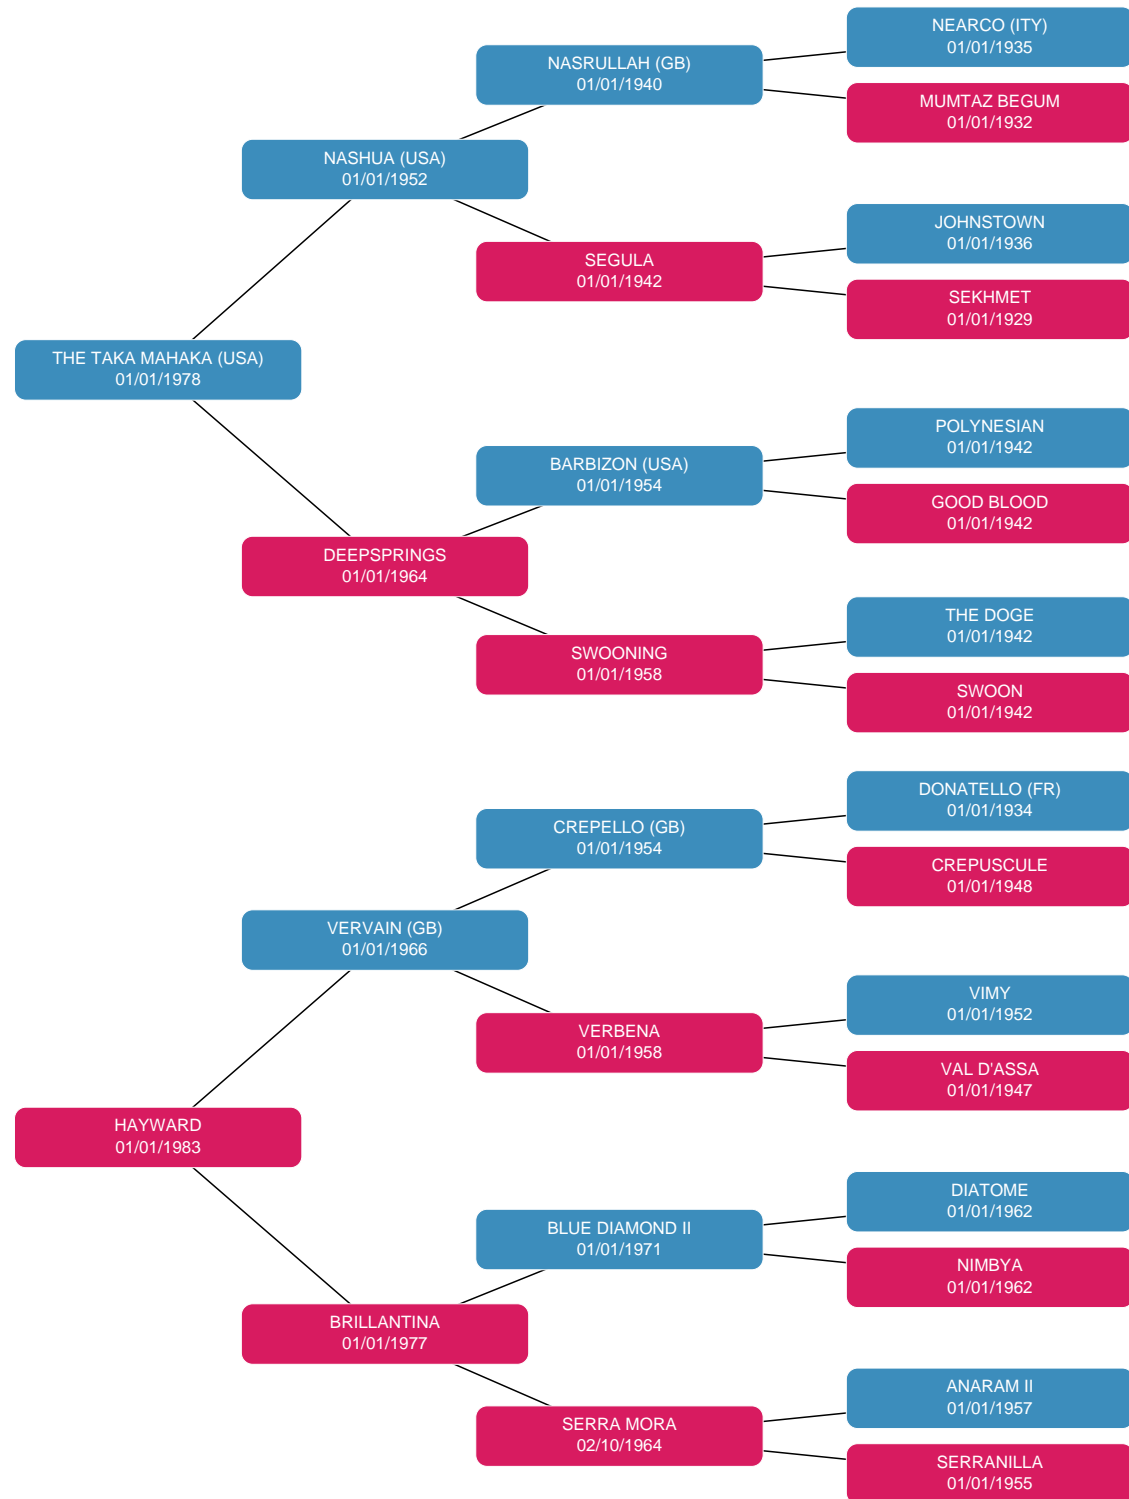 NEARCO (ITY)
01/01/1935
NASRULLAH (GB)
01/01/1940
MUMTAZ BEGUM
01/01/1932
NASHUA (USA)
01/01/1952
JOHNSTOWN
01/01/1936
SEGULA
01/01/1942
SEKHMET
01/01/1929
THE TAKA MAHAKA (USA)
01/01/1978
POLYNESIAN
01/01/1942
BARBIZON (USA)
01/01/1954
GOOD BLOOD
01/01/1942
DEEPSPRINGS
01/01/1964
THE DOGE
01/01/1942
SWOONING
01/01/1958
SWOON
01/01/1942
DONATELLO (FR)
01/01/1934
CREPELLO (GB)
01/01/1954
CREPUSCULE
01/01/1948
VERVAIN (GB)
01/01/1966
VIMY
01/01/1952
VERBENA
01/01/1958
VAL D'ASSA
01/01/1947
HAYWARD
01/01/1983
DIATOME
01/01/1962
BLUE DIAMOND II
01/01/1971
NIMBYA
01/01/1962
BRILLANTINA
01/01/1977
ANARAM II
01/01/1957
SERRA MORA
02/10/1964
SERRANILLA
01/01/1955